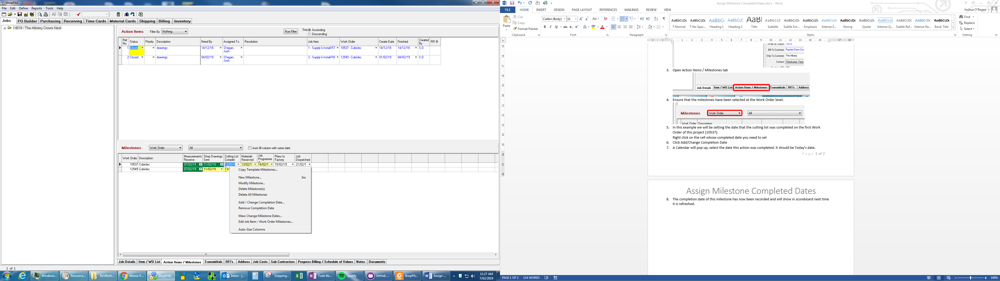 ShopPAK
File Edit Define Reports Tools Help
Jobs PO Builder Purchasing Receiving Time Cards Material Cards Shipping Billing Inventory
14018 - The Albany Crows Nest
Action Items Filter By Nothing Run Filter Seq Ascending
Descending
Ref No Status Priority Description Need By Assigned To Resolution Job Item Work Order Create Date Finished Created By RFI #
1 Closed drawings 14/12/18 O'regan, Josh 1 - Supply & Install R7 10537 - Cubicles 14/12/18 14/12/18 S.D.
2 Closed drawings 04/02/19 O'regan, Josh 2 - Supply & Install R8 12549 - Cubicles 01/02/19 04/02/19 S.D.
Milestones Work Order All Auto fill column with same date
Work Order Description Measurements Receive Shop Drawings Sent Cutting List Complet Materials Reserved Job Programme Plans to Factory Job Dispatched
10537 Cubicles 07/02/19 11/02/19 13/02/1 13/02/1 14/02/1 15/02/19 21/02/1
12549 Cubicles 07/02/19 11/02/19 13/
Copy Template Milestones...
New Milestone... Ins
Modify Milestone...
Delete Milestone(s)
Delete All Milestones
Add / Change Completion Date...
Remove Completion Date
Mass Change Milestone Dates...
Edit Job Item / Work Order Milestones...
Auto-Size Columns
Job Details Item / WO List Action Items / Milestones Transmittals RFI's Address Job Costs Sub Contractors Progress Billing / Schedule of Values Notes Documents
1 of 1
Windows... Resource... N:\Work... Whose V... ShopPAK Inbox - j... Snipping... Todo Ite... Spotify GitHub ... ShopPA... Assign ... 11:27 AM
7/02/2019
Assign Milestone Completed Dates.docx - Word
FILE HOME INSERT DESIGN PAGE LAYOUT REFERENCES MAILINGS REVIEW VIEW Joshua O'Regan
Paste Cut
Copy
Format Painter
Calibri (Body) 11
AaBbCcDc AaBbCcDc AaBbCc AaBbCcC AaBl AaBbCcC AaBbCcDc AaBbCcDc AaBbCcDc AaBbCcDc AaBbCcDc AaBbCcDc AaBbCcDc AaBbCcDc AaBbCcDc
¶ Normal ¶ No Spac... Heading 1 Heading 2 Title Subtitle Subtle Em... Emphasis Intense E... Strong Quote Intense Q... Subtle Ref... Intense Re... Book Title
Find
Replace
Select
Clipboard Font Paragraph Styles Editing
14018
Bill To Customer Paynter Dixon Con
Ship To Customer The Albany
Contact Thirukumar, Teny
3. Open Action Items / Milestones tab
Job Details Item / WO List Action Items / Milestones Transmittals RFI's Address
4. Ensure that the milestones have been selected at the Work Order level.
Milestones Work Order All
Work Order Description
5. In this example we will be setting the date that the cutting list was completed on the first Work
Order of this project (10537).
Right click on the cell whose completed date you need to set
6. Click Add/Change Completion Date
7. A Calendar will pop up, select the date this action was completed. It should be Today's date.
Page 1 of 2
Assign Milestone Completed Dates
8. The completion date of this milestone has now been recorded and will show in scoreboard next time
it is refreshed.
PAGE 1 OF 2 114 WORDS 100%